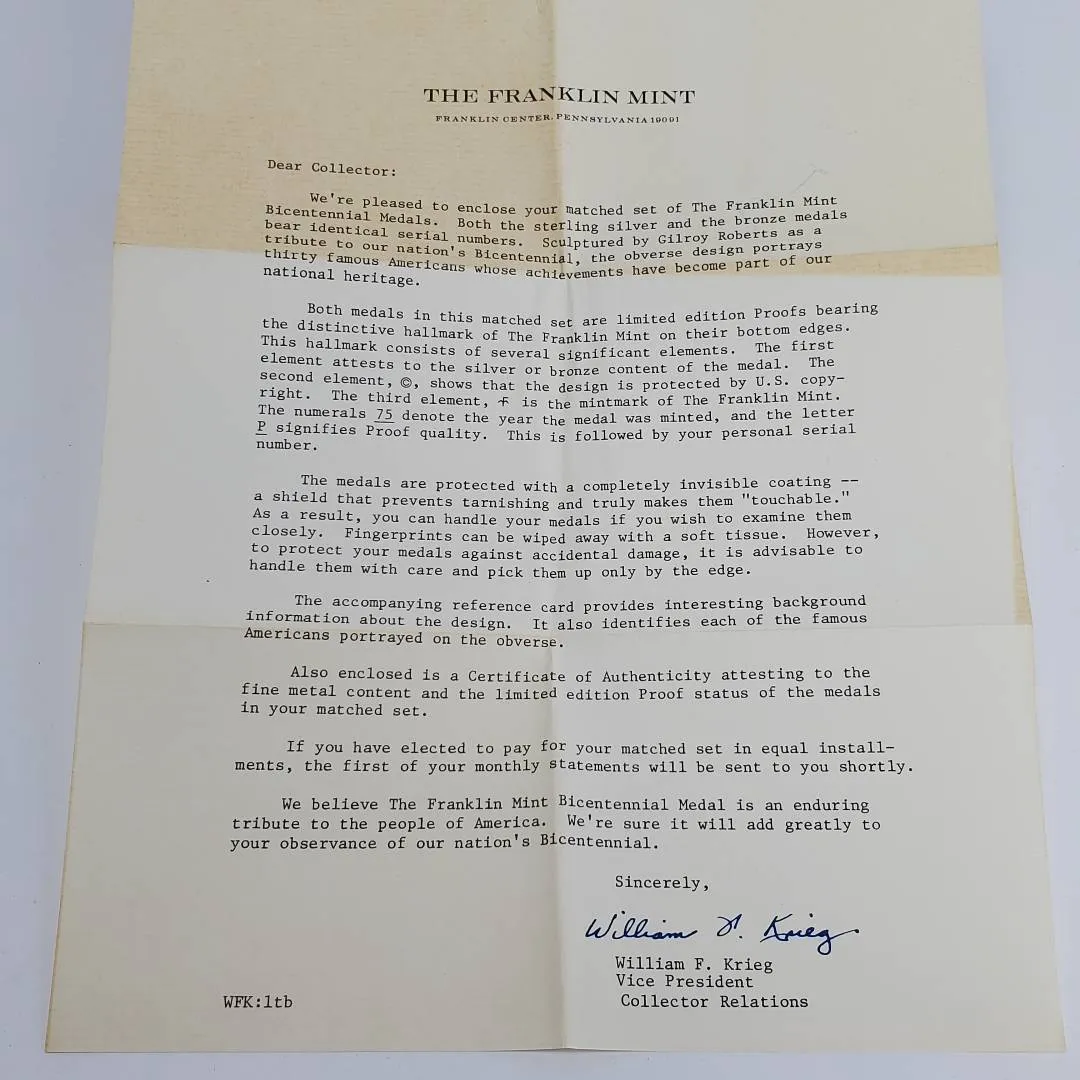 THE FRANKLIN MINT
FRANKLIN CENTER, PENNSYLVANIA 19091
Dear Collector:
We're pleased to enclose your matched set of The Franklin Mint
Bicentennial Medals. Both the sterling silver and the bronze medals
bear identical serial numbers. Sculptured by Gilroy Roberts as a
tribute to our nation's Bicentennial, the obverse design portrays
thirty famous Americans whose achievements have become part of our
national heritage.
Both medals in this matched set are limited edition Proofs bearing
the distinctive hallmark of The Franklin Mint on their bottom edges.
This hallmark consists of several significant elements. The first
element attests to the silver or bronze content of the medal. The
second element, ©, shows that the design is protected by U.S. copy-
right. The third element, f is the mintmark of The Franklin Mint.
The numerals 75 denote the year the medal was minted, and the letter
P signifies Proof quality. This is followed by your personal serial
number.
The medals are protected with a completely invisible coating --
a shield that prevents tarnishing and truly makes them "touchable."
As a result, you can handle your medals if you wish to examine them
closely. Fingerprints can be wiped away with a soft tissue. However,
to protect your medals against accidental damage, it is advisable to
handle them with care and pick them up only by the edge.
The accompanying reference card provides interesting background
information about the design. It also identifies each of the famous
Americans portrayed on the obverse.
Also enclosed is a Certificate of Authenticity attesting to the
fine metal content and the limited edition Proof status of the medals
in your matched set.
If you have elected to pay for your matched set in equal install-
ments, the first of your monthly statements will be sent to you shortly.
We believe The Franklin Mint Bicentennial Medal is an enduring
tribute to the people of America. We're sure it will add greatly to
your observance of our nation's Bicentennial.
Sincerely,
William F. Krieg
William F. Krieg
Vice President
Collector Relations
WFK:ltb